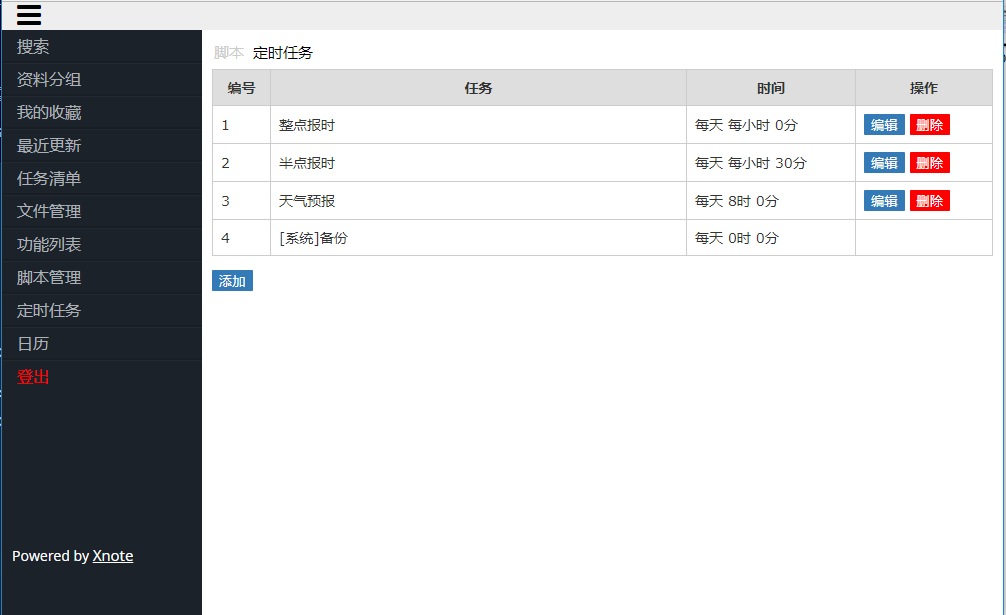 搜索
资料分组
我的收藏
最近更新
任务清单
文件管理
功能列表
脚本管理
定时任务
日历
登出
Powered by Xnote
脚本 定时任务
编号 任务 时间 操作
1 整点报时 每天 每小时 0分 编辑 删除
2 半点报时 每天 每小时 30分 编辑 删除
3 天气预报 每天 8时 0分 编辑 删除
4 [系统]备份 每天 0时 0分
添加